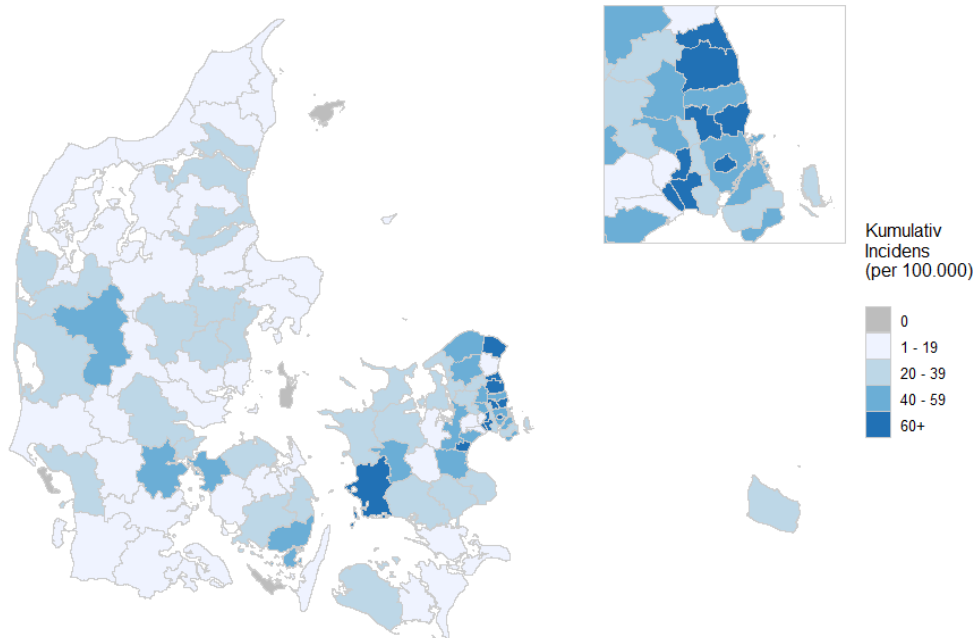 Kumulativ
Incidens
(per 100.000)
0
1 - 19
20 - 39
40 - 59
60+